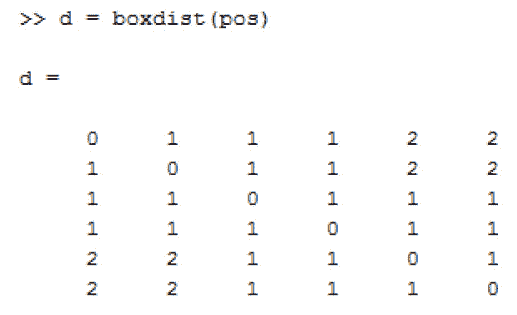 >> d = boxdist(pos)
d =
0 1 1 1 2 2
1 0 1 1 2 2
1 1 0 1 1 1
1 1 1 0 1 1
2 2 1 1 0 1
2 2 1 1 1 0